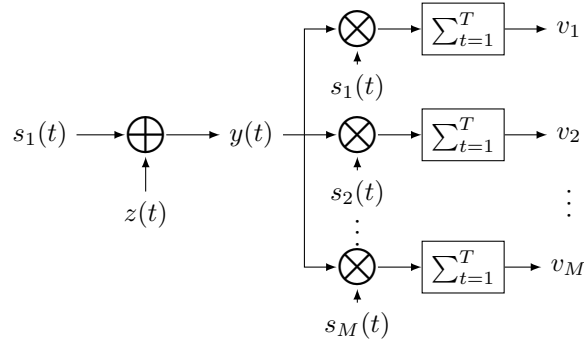 ∑_{t=1}^{T}
v_1
s_1(t)
s_1(t)
y(t)
∑_{t=1}^{T}
v_2
z(t)
s_2(t)
⋮
⋮
∑_{t=1}^{T}
v_M
s_M(t)